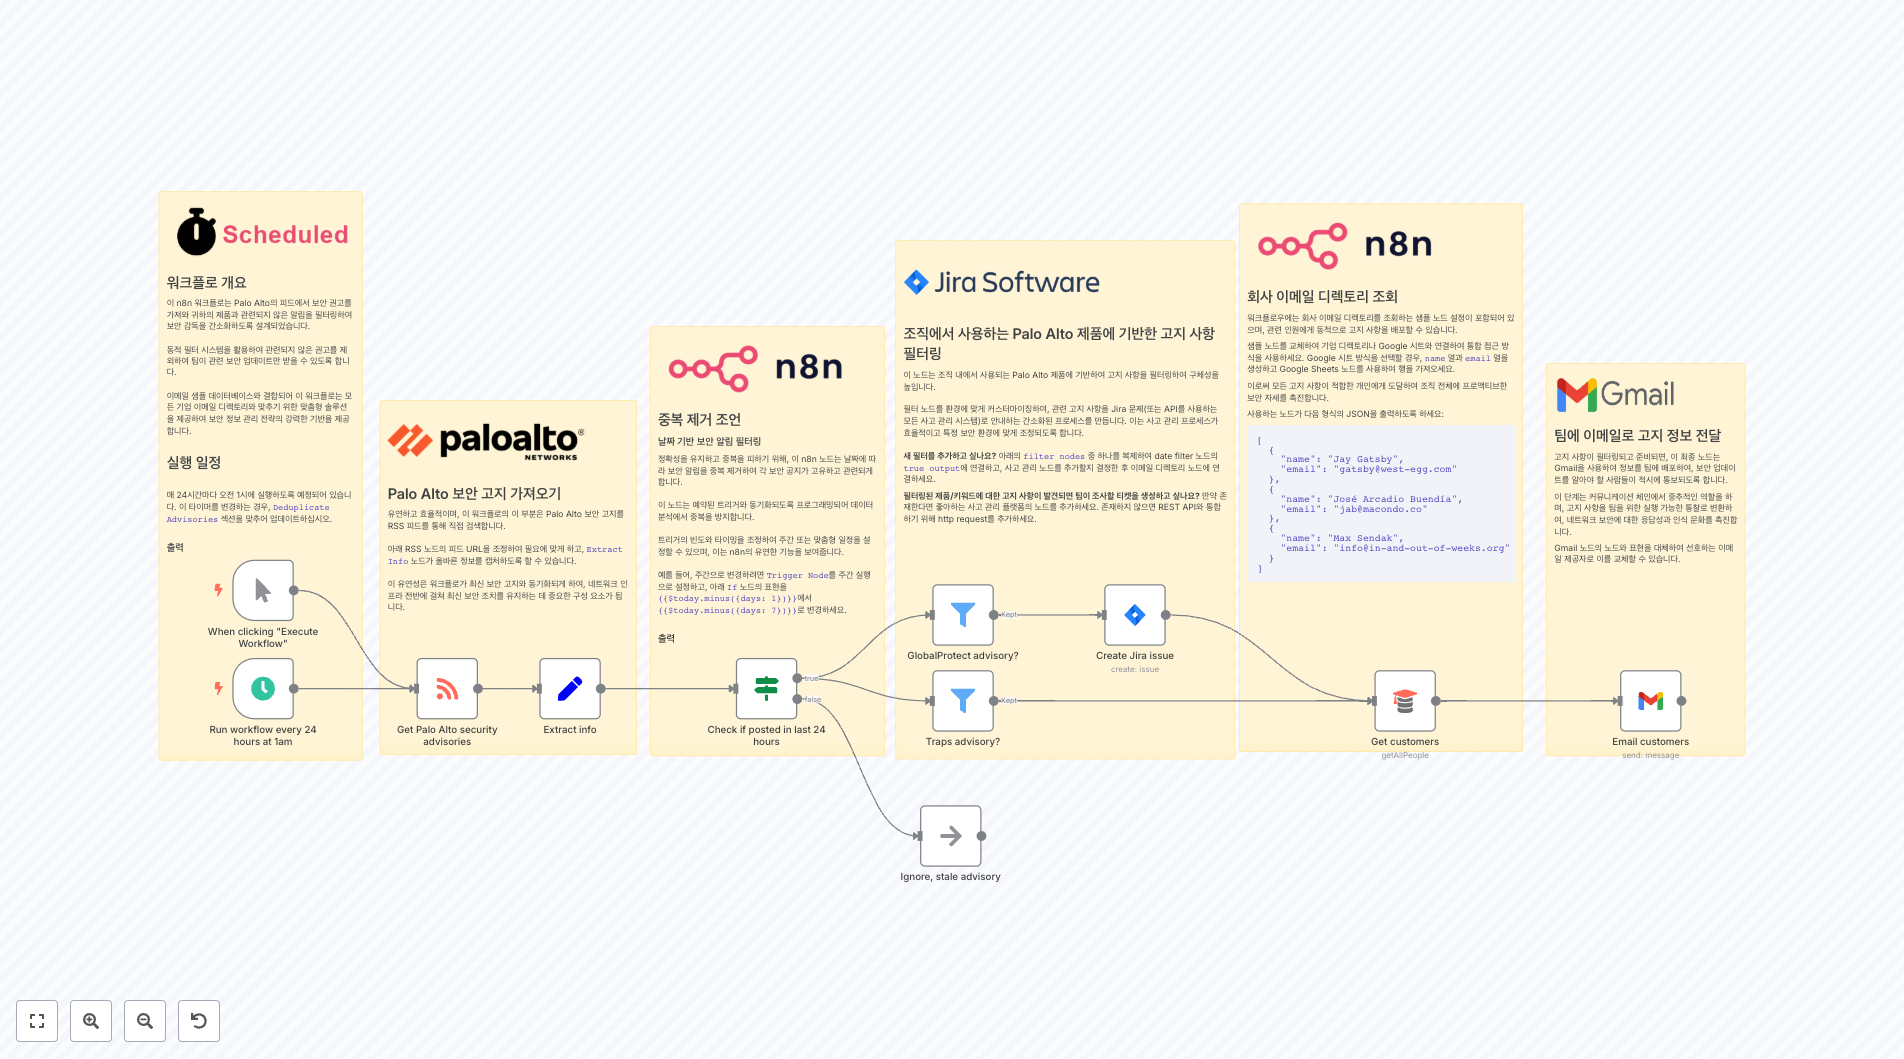 Scheduled
워크플로 개요
이 n8n 워크플로는 Palo Alto의 피드에서 보안 권고를
가져와 귀하의 제품과 관련되지 않은 알림을 필터링하여
보안 감독을 간소화하도록 설계되었습니다.
동적 필터 시스템을 활용하여 관련되지 않은 권고를 제
외하여 팀이 관련 보안 업데이트만 받을 수 있도록 합니
다.
이메일 샘플 데이터베이스와 결합되어 이 워크플로는 모
든 기업 이메일 디렉토리와 맞추기 위한 맞춤형 솔루션
을 제공하여 보안 정보 관리 전략의 강력한 기반을 제공
합니다.
실행 일정
매 24시간마다 오전 1시에 실행하도록 예정되어 있습니
다. 이 타이머를 변경하는 경우, Deduplicate
Advisories 섹션을 맞추어 업데이트하십시오.
출력
When clicking "Execute
Workflow"
Run workflow every 24
hours at 1am
paloalto®
NETWORKS
Palo Alto 보안 고지 가져오기
유연하고 효율적이며, 이 워크플로의 이 부분은 Palo Alto 보안 고지를
RSS 피드를 통해 직접 검색합니다.
아래 RSS 노드의 피드 URL을 조정하여 필요에 맞게 하고, Extract
Info 노드가 올바른 정보를 캡처하도록 할 수 있습니다.
이 유연성은 워크플로가 최신 보안 고지와 동기화되게 하여, 네트워크 인
프라 전반에 걸쳐 최신 보안 조치를 유지하는 데 중요한 구성 요소가 됩
니다.
Get Palo Alto security
advisories
Extract info
n8n
중복 제거 조언
날짜 기반 보안 알림 필터링
정확성을 유지하고 중복을 피하기 위해, 이 n8n 노드는 날짜에 따
라 보안 알림을 중복 제거하여 각 보안 공지가 고유하고 관련되게
합니다.
이 노드는 예약된 트리거와 동기화되도록 프로그래밍되어 데이터
분석에서 중복을 방지합니다.
트리거의 빈도와 타이밍을 조정하여 주간 또는 맞춤형 일정을 설
정할 수 있으며, 이는 n8n의 유연한 기능을 보여줍니다.
예를 들어, 주간으로 변경하려면 Trigger Node를 주간 실행
으로 설정하고, 아래 If 노드의 표현을
{{$today.minus({days: 1})}}에서
{{$today.minus({days: 7})}}로 변경하세요.
출력
true
false
Check if posted in last 24
hours
Jira Software
조직에서 사용하는 Palo Alto 제품에 기반한 고지 사항
필터링
이 노드는 조직 내에서 사용되는 Palo Alto 제품에 기반하여 고지 사항을 필터링하여 구체성을
높입니다.
필터 노드를 환경에 맞게 커스터마이징하여, 관련 고지 사항을 Jira 문제(또는 API를 사용하는
모든 사고 관리 시스템)로 안내하는 간소화된 프로세스를 만듭니다. 이는 사고 관리 프로세스가
효율적이고 특정 보안 환경에 맞게 조정되도록 합니다.
새 필터를 추가하고 싶나요? 아래의 filter nodes 중 하나를 복제하여 date filter 노드의
true output에 연결하고, 사고 관리 노드를 추가할지 결정한 후 이메일 디렉토리 노드에 연
결하세요.
필터링된 제품/키워드에 대한 고지 사항이 발견되면 팀이 조사할 티켓을 생성하고 싶나요? 만약 존
재한다면 좋아하는 사고 관리 플랫폼의 노드를 추가하세요. 존재하지 않으면 REST API와 통합
하기 위해 http request를 추가하세요.
Kept
GlobalProtect advisory?
Create Jira issue
create: issue
Kept
Traps advisory?
Ignore, stale advisory
n8n
회사 이메일 디렉토리 조회
워크플로우에는 회사 이메일 디렉토리를 조회하는 샘플 노드 설정이 포함되어 있
으며, 관련 인원에게 동적으로 고지 사항을 배포할 수 있습니다.
샘플 노드를 교체하여 기업 디렉토리나 Google 시트와 연결하여 통합 접근 방
식을 사용하세요. Google 시트 방식을 선택할 경우, name 열과 email 열을
생성하고 Google Sheets 노드를 사용하여 행을 가져오세요.
이로써 모든 고지 사항이 적합한 개인에게 도달하여 조직 전체에 프로액티브한
보안 자세를 촉진합니다.
사용하는 노드가 다음 형식의 JSON을 출력하도록 하세요:
[
{
"name": "Jay Gatsby",
"email": "gatsby@west-egg.com"
},
{
"name": "José Arcadio Buendía",
"email": "jab@macondo.co"
},
{
"name": "Max Sendak",
"email": "info@in-and-out-of-weeks.org"
}
]
Get customers
getAllPeople
Gmail
팀에 이메일로 고지 정보 전달
고지 사항이 필터링되고 준비되면, 이 최종 노드는
Gmail을 사용하여 정보를 팀에 배포하여, 보안 업데이
트를 알아야 할 사람들이 적시에 통보되도록 합니다.
이 단계는 커뮤니케이션 체인에서 중추적인 역할을 하
며, 고지 사항을 팀을 위한 실행 가능한 통찰로 변환하
여, 네트워크 보안에 대한 응답성과 인식 문화를 촉진합
니다.
Gmail 노드의 노드와 표현을 대체하여 선호하는 이메
일 제공자로 이를 교체할 수 있습니다.
Email customers
send: message